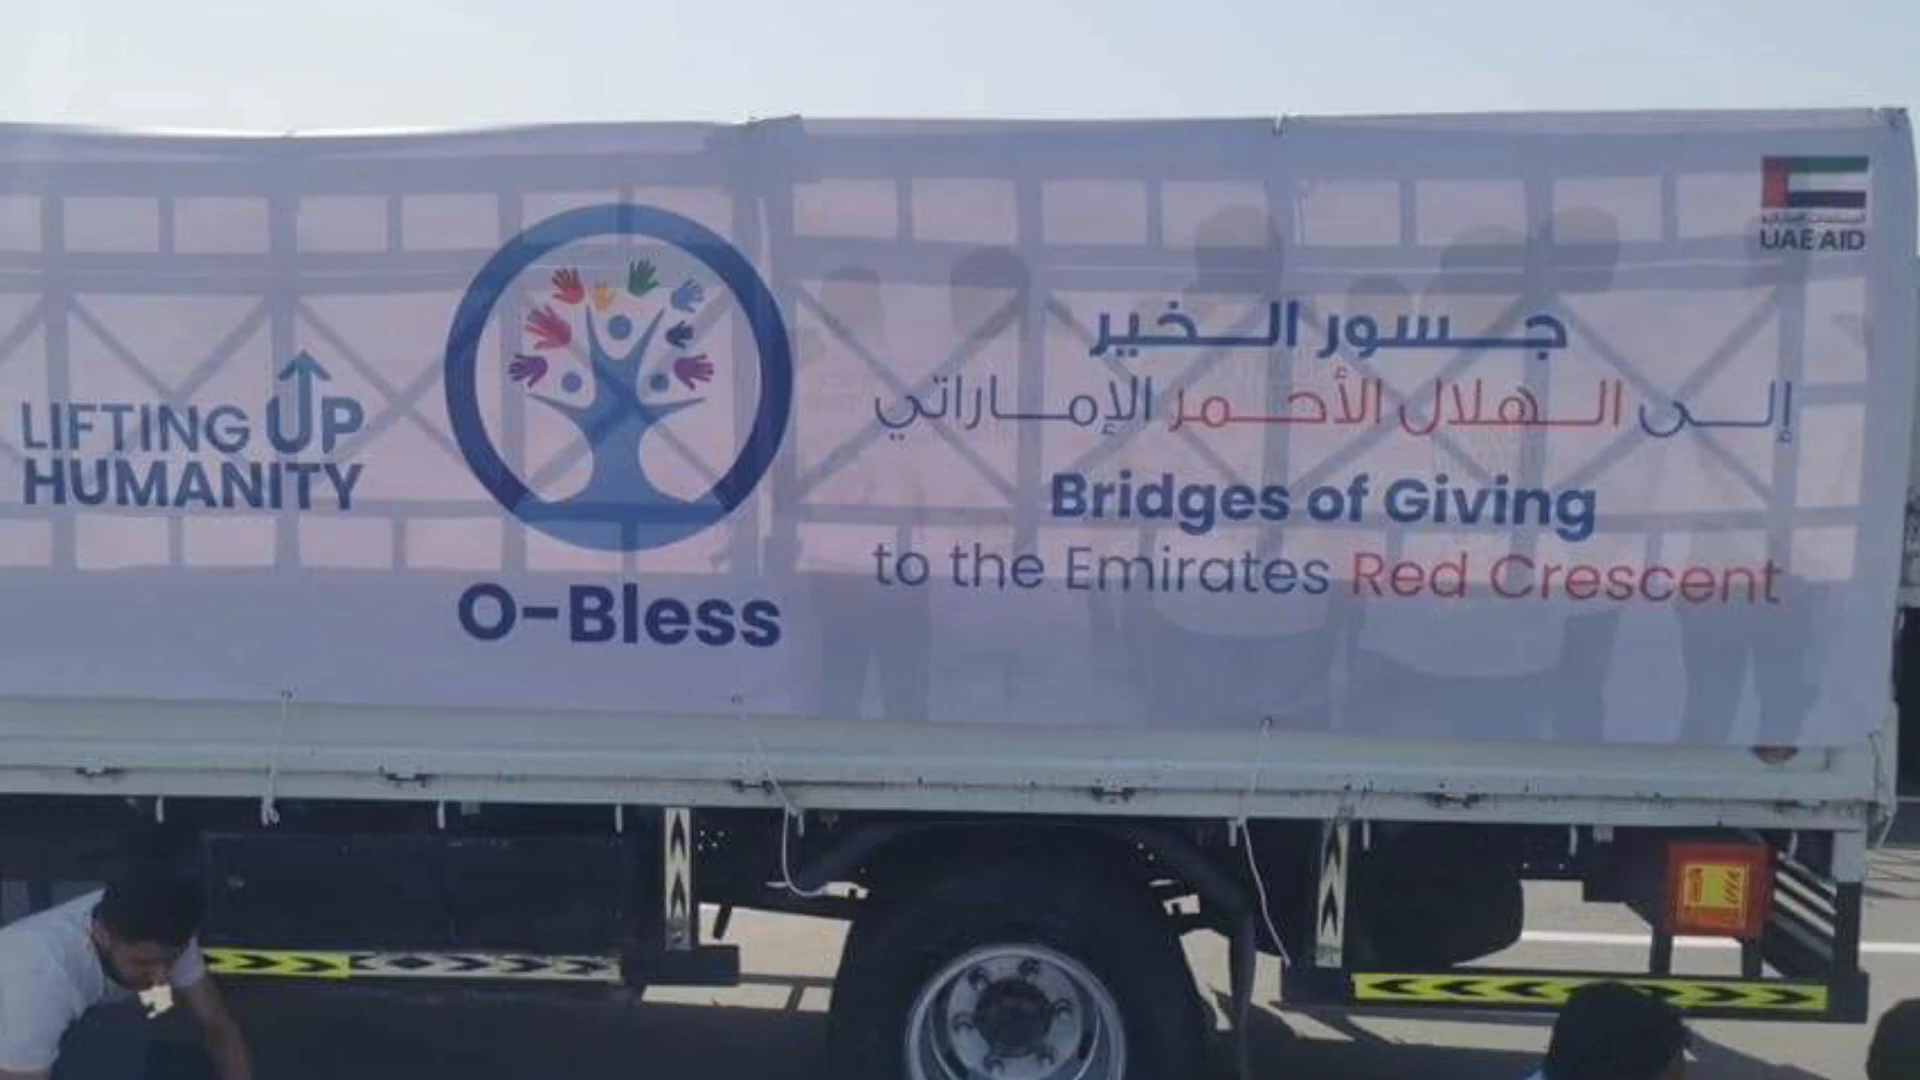 LIFTING UP
HUMANITY
O-Bless
جسور الخير
إلى الهلال الأحمر الإماراتي
Bridges of Giving
to the Emirates Red Crescent
UAE AID